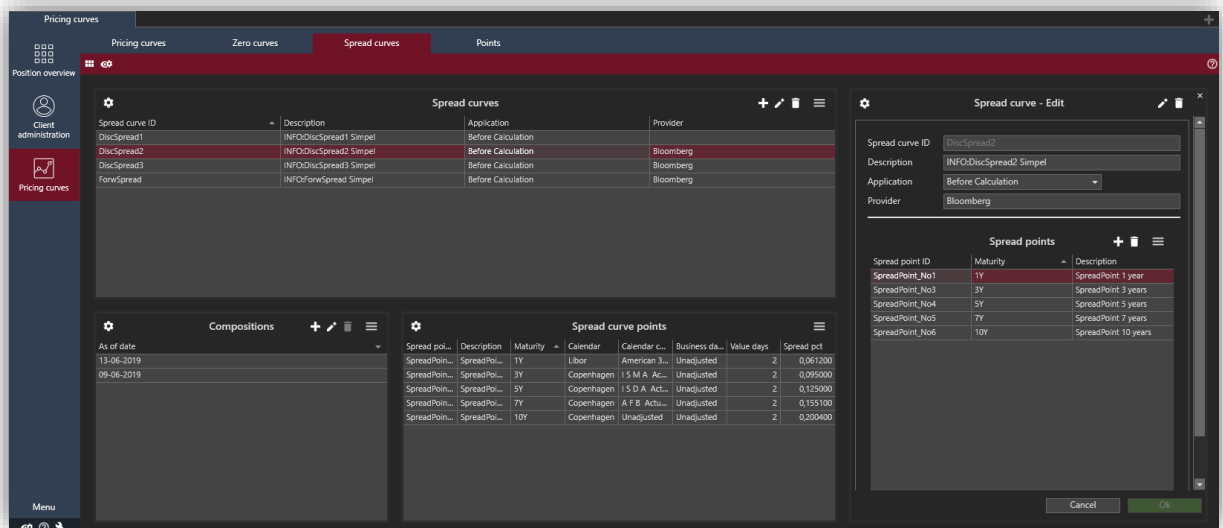 Pricing curves
Position overview
Client administration
Pricing curves
Menu
Pricing curves Zero curves Spread curves Points
Spread curves
Spread curve ID Description Application Provider
DiscSpread1 INFO:DiscSpread1 Simpel Before Calculation
DiscSpread2 INFO:DiscSpread2 Simpel Before Calculation Bloomberg
DiscSpread3 INFO:DiscSpread3 Simpel Before Calculation Bloomberg
ForwSpread INFO:ForwSpread Simpel Before Calculation Bloomberg
Compositions
As of date
13-06-2019
09-06-2019
Spread curve points
Spread poi... Description Maturity Calendar Calendar c... Business da... Value days Spread pct
SpreadPoin... SpreadPoi... 1Y Libor American 3... Unadjusted 2 0,061200
SpreadPoin... SpreadPoi... 3Y Copenhagen I S M A Ac... Unadjusted 2 0,095000
SpreadPoin... SpreadPoi... 5Y Copenhagen I S D A Act... Unadjusted 2 0,125000
SpreadPoin... SpreadPoi... 7Y Copenhagen A F B Actu... Unadjusted 2 0,155100
SpreadPoin... SpreadPoi... 10Y Copenhagen Unadjusted Unadjusted 2 0,200400
Spread curve - Edit
Spread curve ID DiscSpread2
Description INFO:DiscSpread2 Simpel
Application Before Calculation
Provider Bloomberg
Spread points
Spread point ID Maturity Description
SpreadPoint_No1 1Y SpreadPoint 1 year
SpreadPoint_No3 3Y SpreadPoint 3 years
SpreadPoint_No4 5Y SpreadPoint 5 years
SpreadPoint_No5 7Y SpreadPoint 7 years
SpreadPoint_No6 10Y SpreadPoint 10 years
Cancel Ok